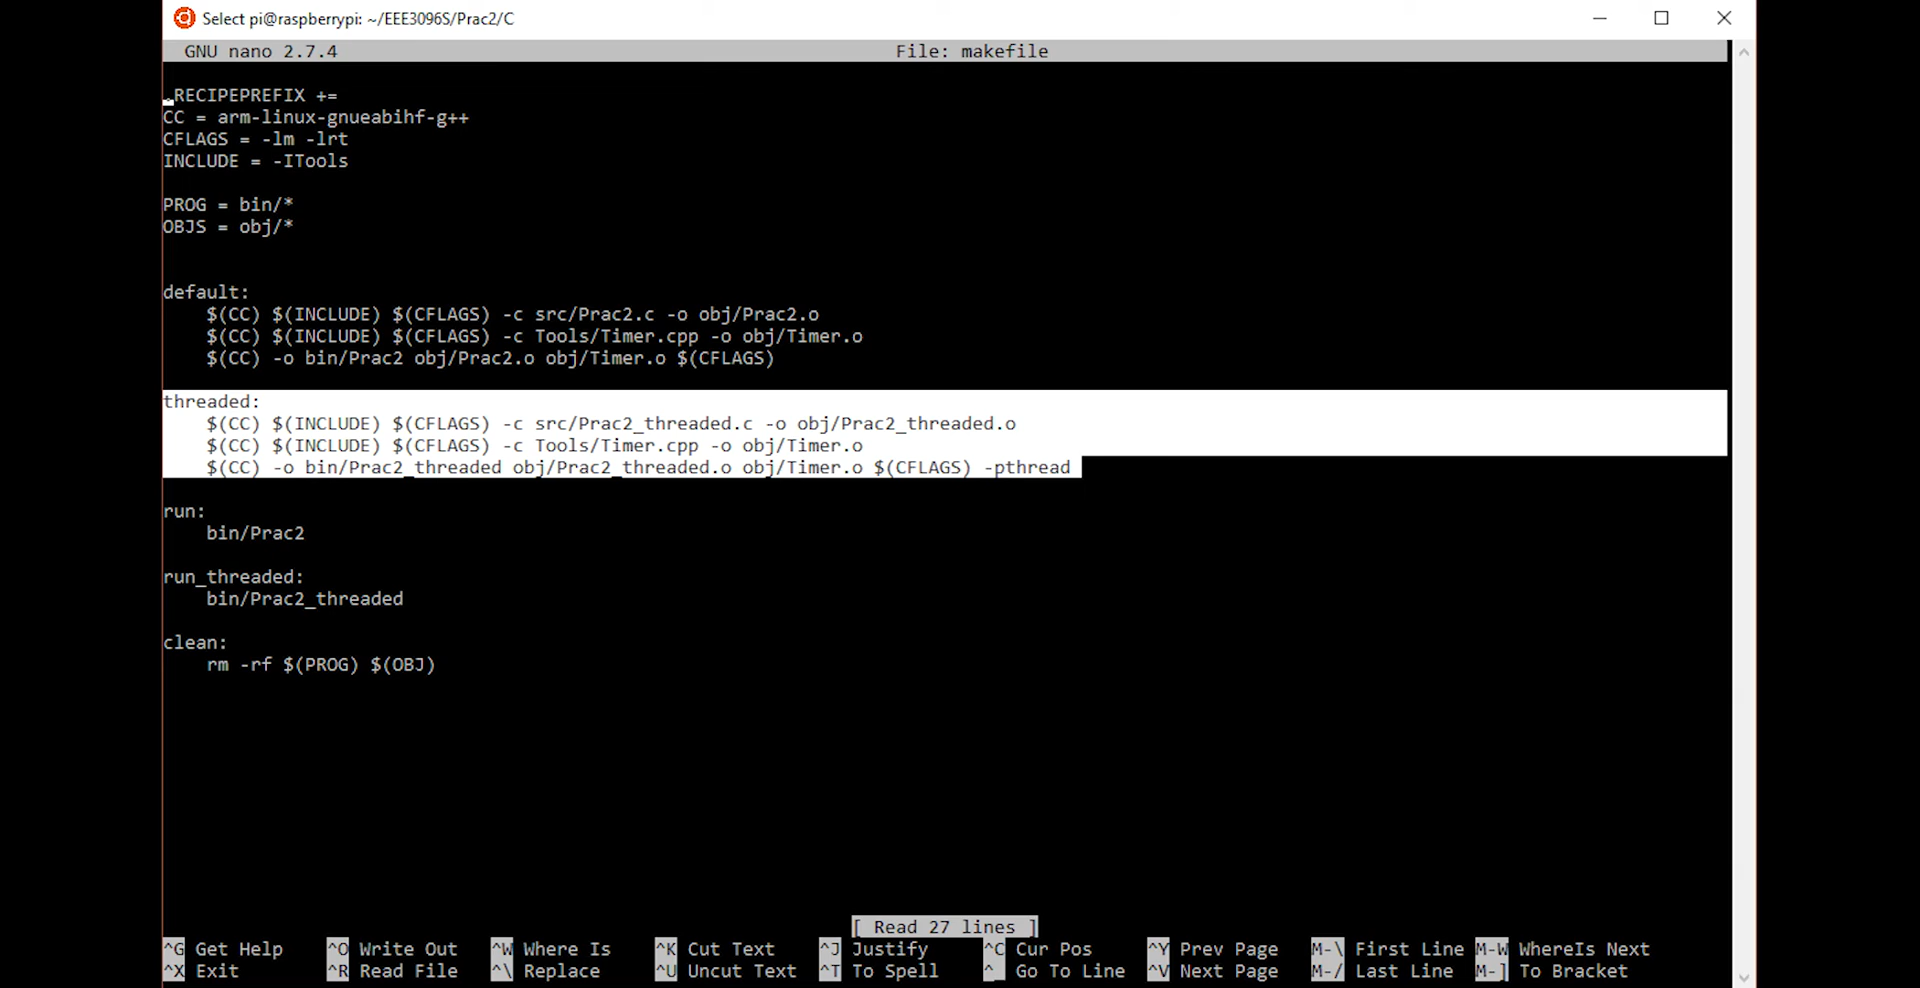 Select pi@raspberrypi: ~/EEE3096S/Prac2/C
GNU nano 2.7.4 File: makefile
.RECIPEPREFIX +=
CC = arm-linux-gnueabihf-g++
CFLAGS = -lm -lrt
INCLUDE = -ITools
PROG = bin/*
OBJS = obj/*
default:
$(CC) $(INCLUDE) $(CFLAGS) -c src/Prac2.c -o obj/Prac2.o
$(CC) $(INCLUDE) $(CFLAGS) -c Tools/Timer.cpp -o obj/Timer.o
$(CC) -o bin/Prac2 obj/Prac2.o obj/Timer.o $(CFLAGS)
threaded:
$(CC) $(INCLUDE) $(CFLAGS) -c src/Prac2_threaded.c -o obj/Prac2_threaded.o
$(CC) $(INCLUDE) $(CFLAGS) -c Tools/Timer.cpp -o obj/Timer.o
$(CC) -o bin/Prac2_threaded obj/Prac2_threaded.o obj/Timer.o $(CFLAGS) -pthread
run:
bin/Prac2
run_threaded:
bin/Prac2_threaded
clean:
rm -rf $(PROG) $(OBJ)
[ Read 27 lines ]
^G Get Help ^O Write Out ^W Where Is ^K Cut Text ^J Justify ^C Cur Pos ^Y Prev Page M-\ First Line M-W WhereIs Next
^X Exit ^R Read File ^\ Replace ^U Uncut Text ^T To Spell ^_ Go To Line ^V Next Page M-/ Last Line M-] To Bracket